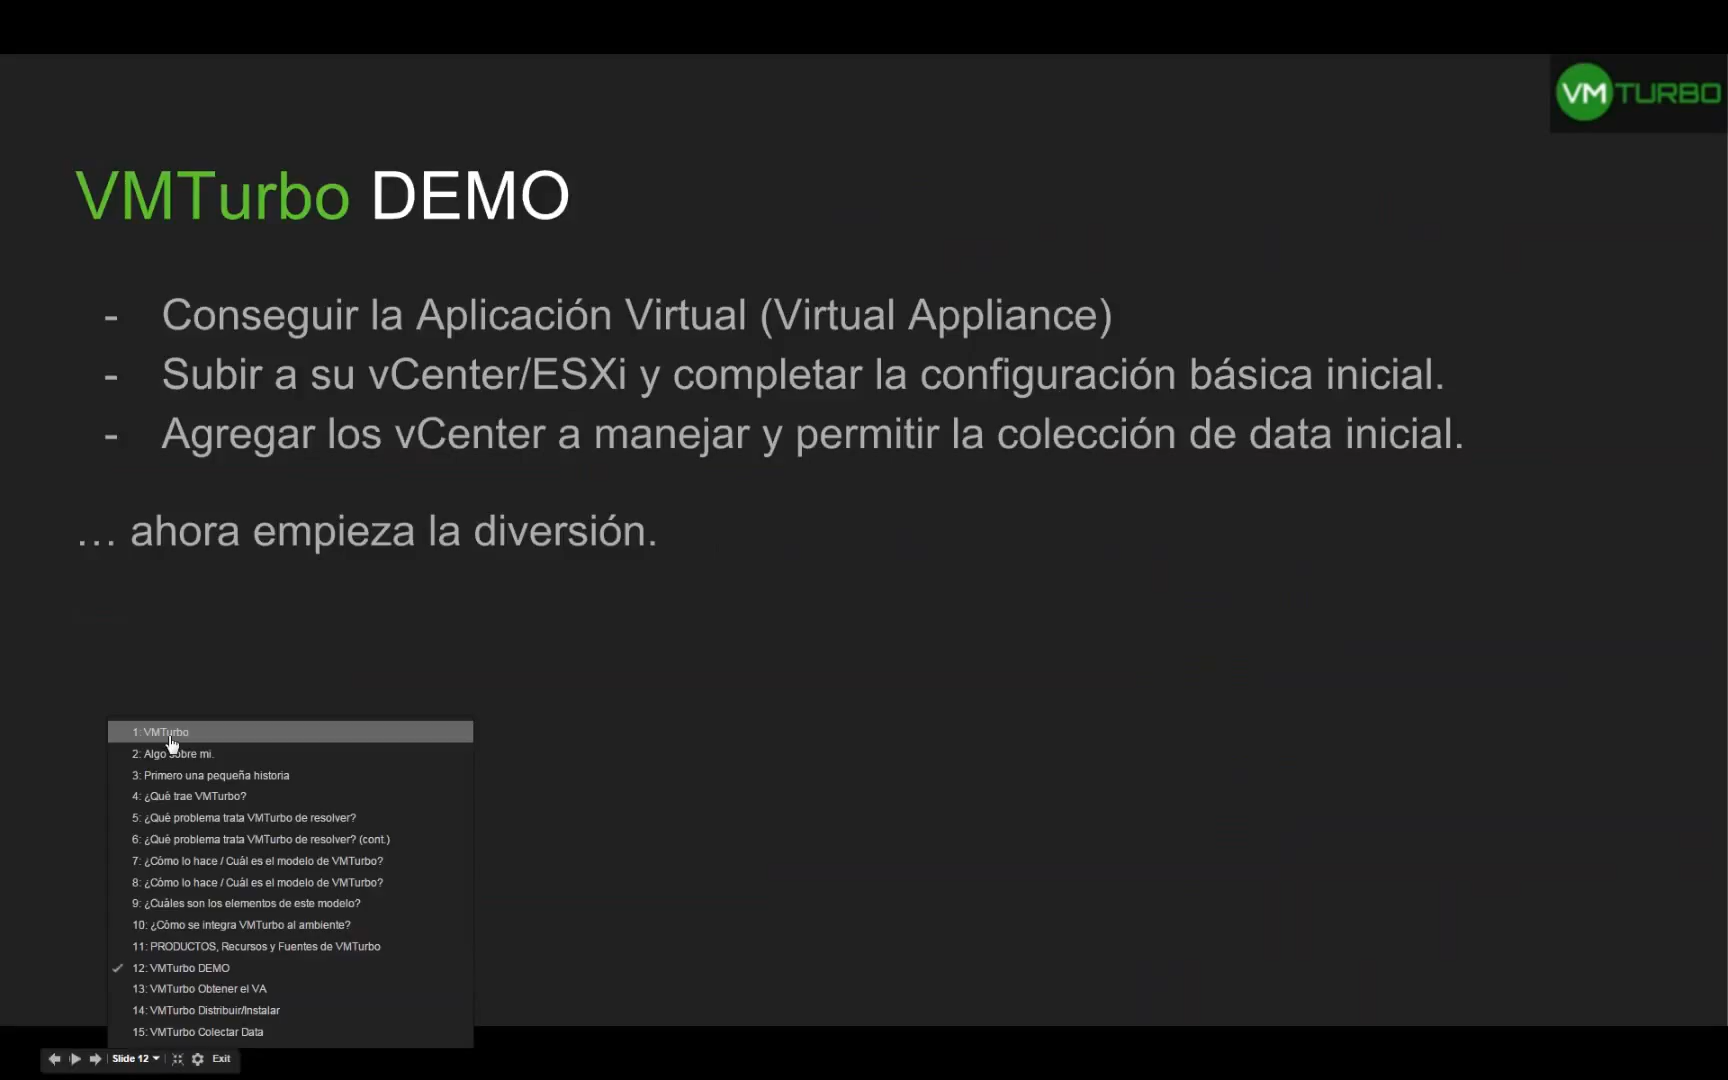 VMTURBO
VMTurbo DEMO
- Conseguir la Aplicación Virtual (Virtual Appliance)
- Subir a su vCenter/ESXi y completar la configuración básica inicial.
- Agregar los vCenter a manejar y permitir la colección de data inicial.
… ahora empieza la diversión.
1: VMTurbo
2: Algo sobre mi.
3: Primero una pequeña historia
4: ¿Qué trae VMTurbo?
5: ¿Qué problema trata VMTurbo de resolver?
6: ¿Qué problema trata VMTurbo de resolver? (cont.)
7: ¿Cómo lo hace / Cuál es el modelo de VMTurbo?
8: ¿Cómo lo hace / Cuál es el modelo de VMTurbo?
9: ¿Cuáles son los elementos de este modelo?
10: ¿Cómo se integra VMTurbo al ambiente?
11: PRODUCTOS, Recursos y Fuentes de VMTurbo
12: VMTurbo DEMO
13: VMTurbo Obtener el VA
14: VMTurbo Distribuir/Instalar
15: VMTurbo Colectar Data
Slide 12 Exit